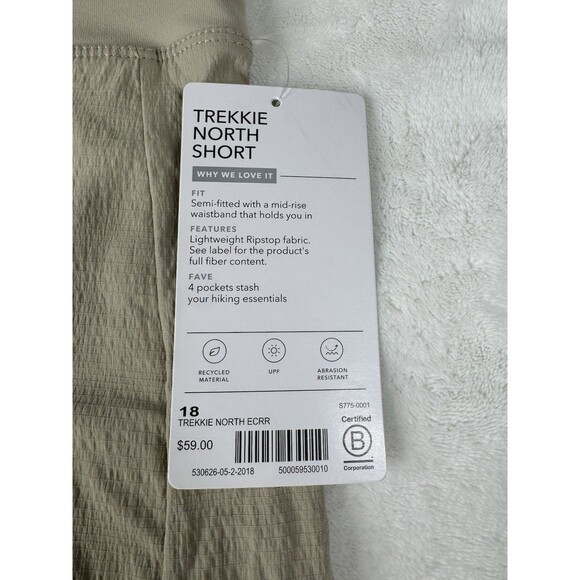 TREKKIE
NORTH
SHORT
WHY WE LOVE IT
FIT
Semi-fitted with a mid-rise
waistband that holds you in
FEATURES
Lightweight Ripstop fabric.
See label for the product's
full fiber content.
FAVE
4 pockets stash
your hiking essentials
RECYCLED
MATERIAL
UPF
ABRASION
RESISTANT
18
S775-0001
TREKKIE NORTH ECRR
$59.00
530626-05-2-2018
500059530010
Certified
B
Corporation